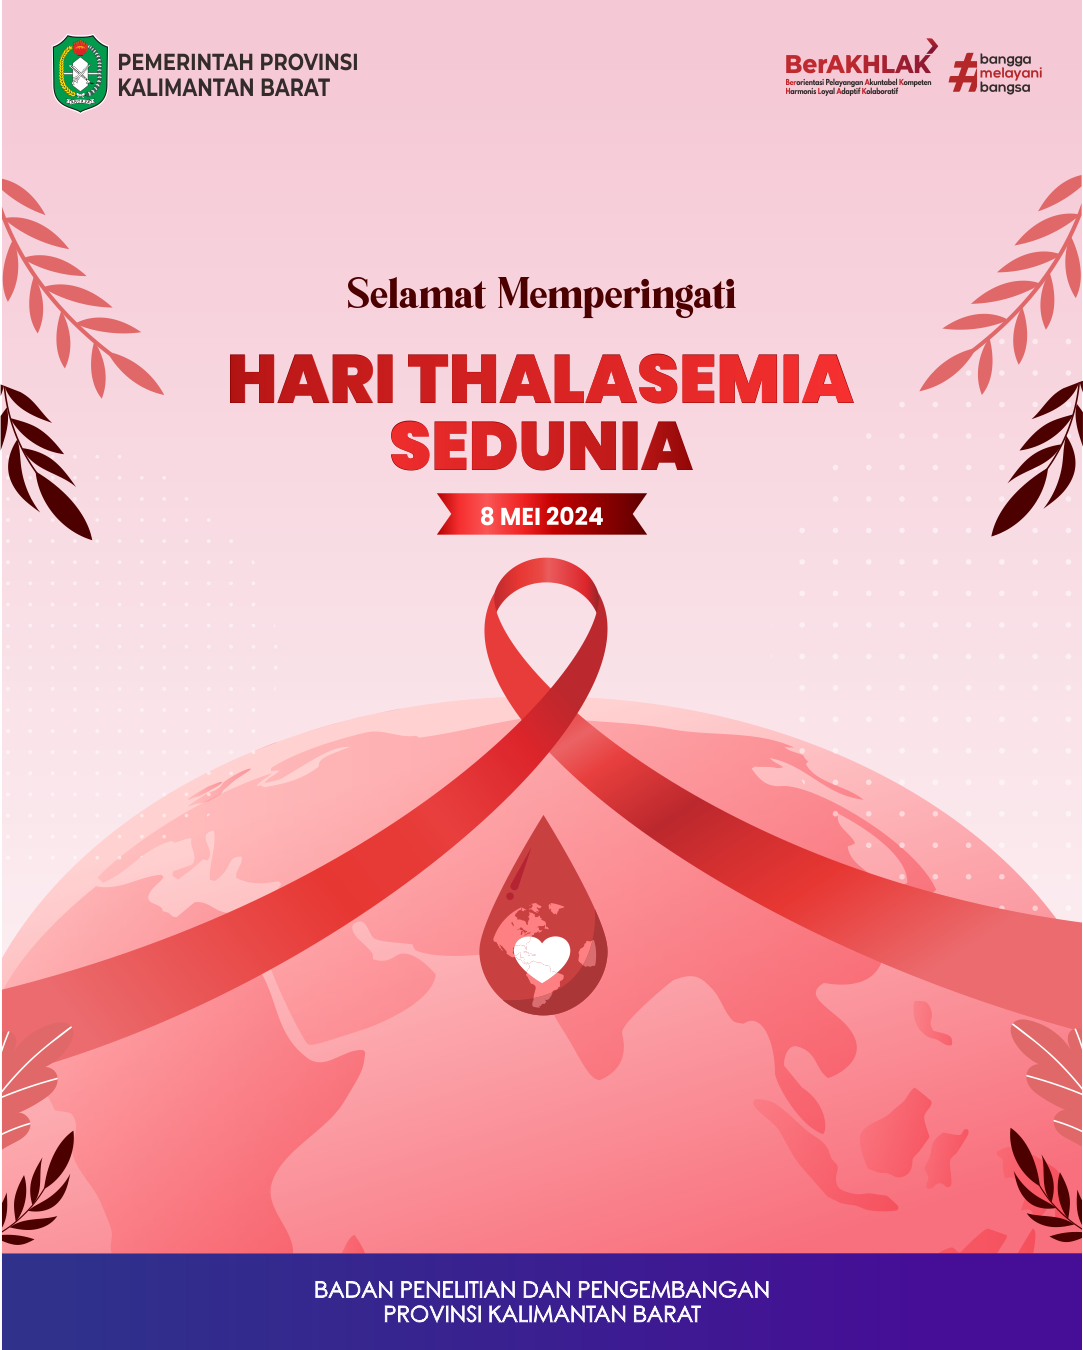 PEMERINTAH PROVINSI
KALIMANTAN BARAT
BerAKHLAK
Berorientasi Pelayangan Akuntabel Kompeten
Harmonis Loyal Adaptif Kolaboratif
#bangga
melayani
bangsa
Selamat Memperingati
HARI THALASEMIA
SEDUNIA
8 MEI 2024
BADAN PENELITIAN DAN PENGEMBANGAN
PROVINSI KALIMANTAN BARAT